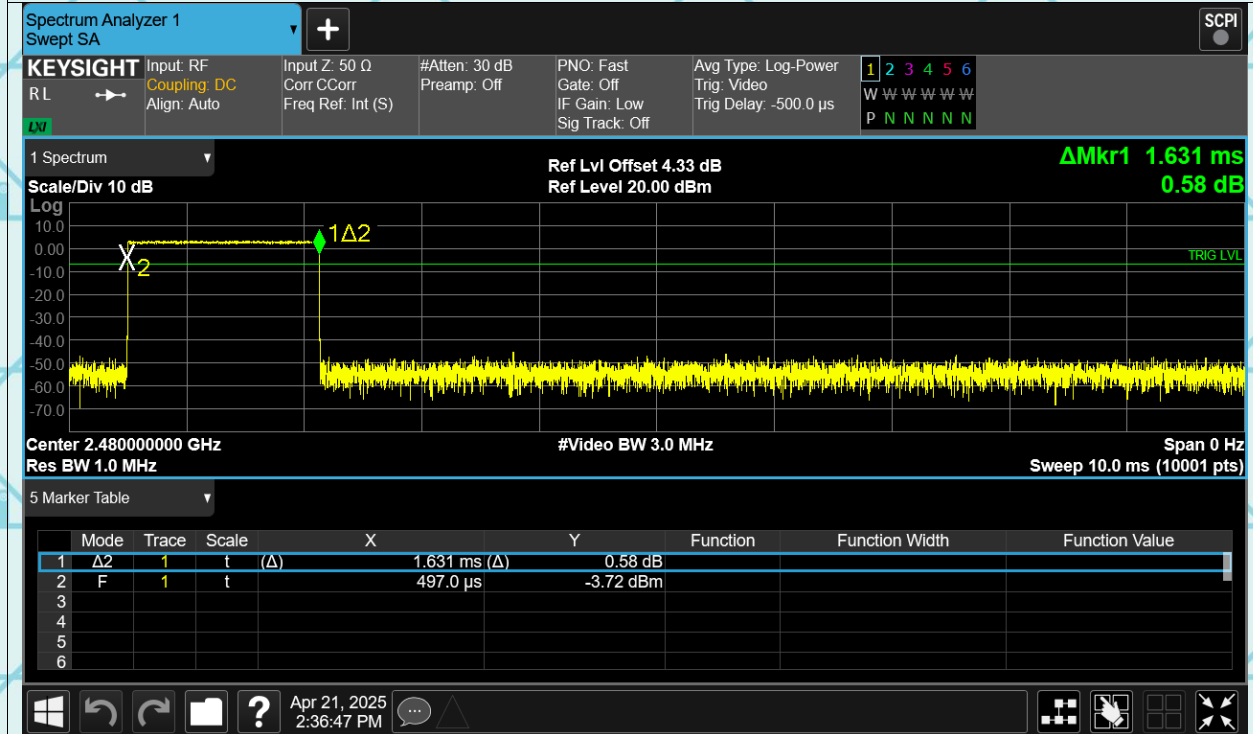 Spectrum Analyzer 1
Swept SA
+
SCPI
KEYSIGHT Input: RF Input Z: 50 Ω #Atten: 30 dB PNO: Fast Avg Type: Log-Power 1 2 3 4 5 6
R L Coupling: DC Corr CCorr Preamp: Off Gate: Off Trig: Video W W W W W W
Align: Auto Freq Ref: Int (S) IF Gain: Low Trig Delay: -500.0 µs P N N N N N
LXI Sig Track: Off
1 Spectrum
Ref Lvl Offset 4.33 dB ΔMkr1 1.631 ms
Scale/Div 10 dB Ref Level 20.00 dBm 0.58 dB
Log
10.0
1Δ2
0.00
2
TRIG LVL
-10.0
-20.0
-30.0
-40.0
-50.0
-60.0
-70.0
Center 2.480000000 GHz #Video BW 3.0 MHz Span 0 Hz
Res BW 1.0 MHz Sweep 10.0 ms (10001 pts)
5 Marker Table
Mode Trace Scale X Y Function Function Width Function Value
1 Δ2 1 t (Δ) 1.631 ms (Δ) 0.58 dB
2 F 1 t 497.0 µs -3.72 dBm
3
4
5
6
? Apr 21, 2025
2:36:47 PM